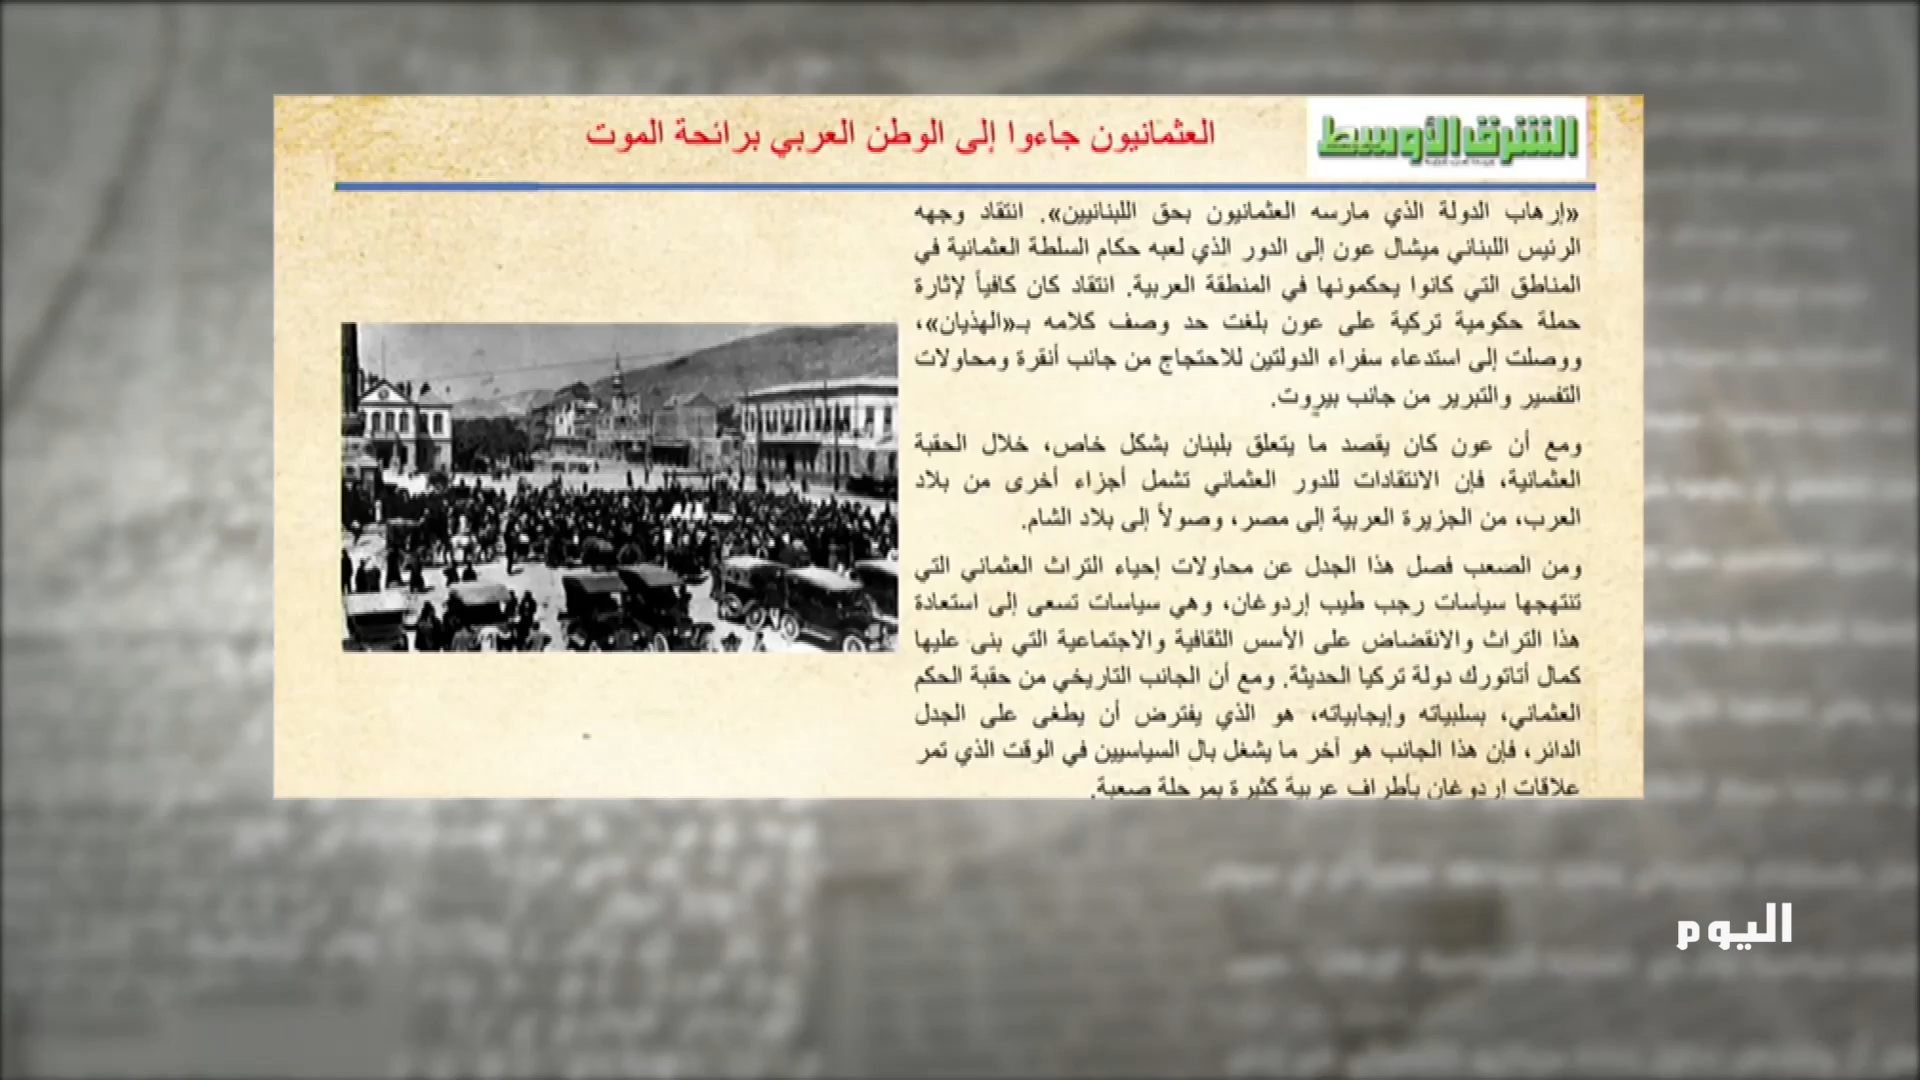 الشرق الأوسط
العثمانيون جاءوا إلى الوطن العربي برائحة الموت
«إرهاب الدولة الذي مارسه العثمانيون بحق اللبنانيين». انتقاد وجهه
الرئيس اللبناني ميشال عون إلى الدور الذي لعبه حكام السلطة العثمانية في
المناطق التي كانوا يحكمونها في المنطقة العربية. انتقاد كان كافياً لإثارة
حملة حكومية تركية على عون بلغت حد وصف كلامه بـ«الهذيان»،
ووصلت إلى استدعاء سفراء الدولتين للاحتجاج من جانب أنقرة ومحاولات
التفسير والتبرير من جانب بيروت.
ومع أن عون كان يقصد ما يتعلق بلبنان بشكل خاص، خلال الحقبة
العثمانية، فإن الانتقادات للدور العثماني تشمل أجزاء أخرى من بلاد
العرب، من الجزيرة العربية إلى مصر، وصولاً إلى بلاد الشام.
ومن الصعب فصل هذا الجدل عن محاولات إحياء التراث العثماني التي
تنتهجها سياسات رجب طيب إردوغان، وهي سياسات تسعى إلى استعادة
هذا التراث والانقضاض على الأسس الثقافية والاجتماعية التي بنى عليها
كمال أتاتورك دولة تركيا الحديثة. ومع أن الجانب التاريخي من حقبة الحكم
العثماني، بسلبياته وإيجابياته، هو الذي يفترض أن يطغى على الجدل
الدائر، فإن هذا الجانب هو آخر ما يشغل بال السياسيين في الوقت الذي تمر
علاقات إردوغان بأطراف عربية كثيرة بمرحلة صعبة.
اليوم